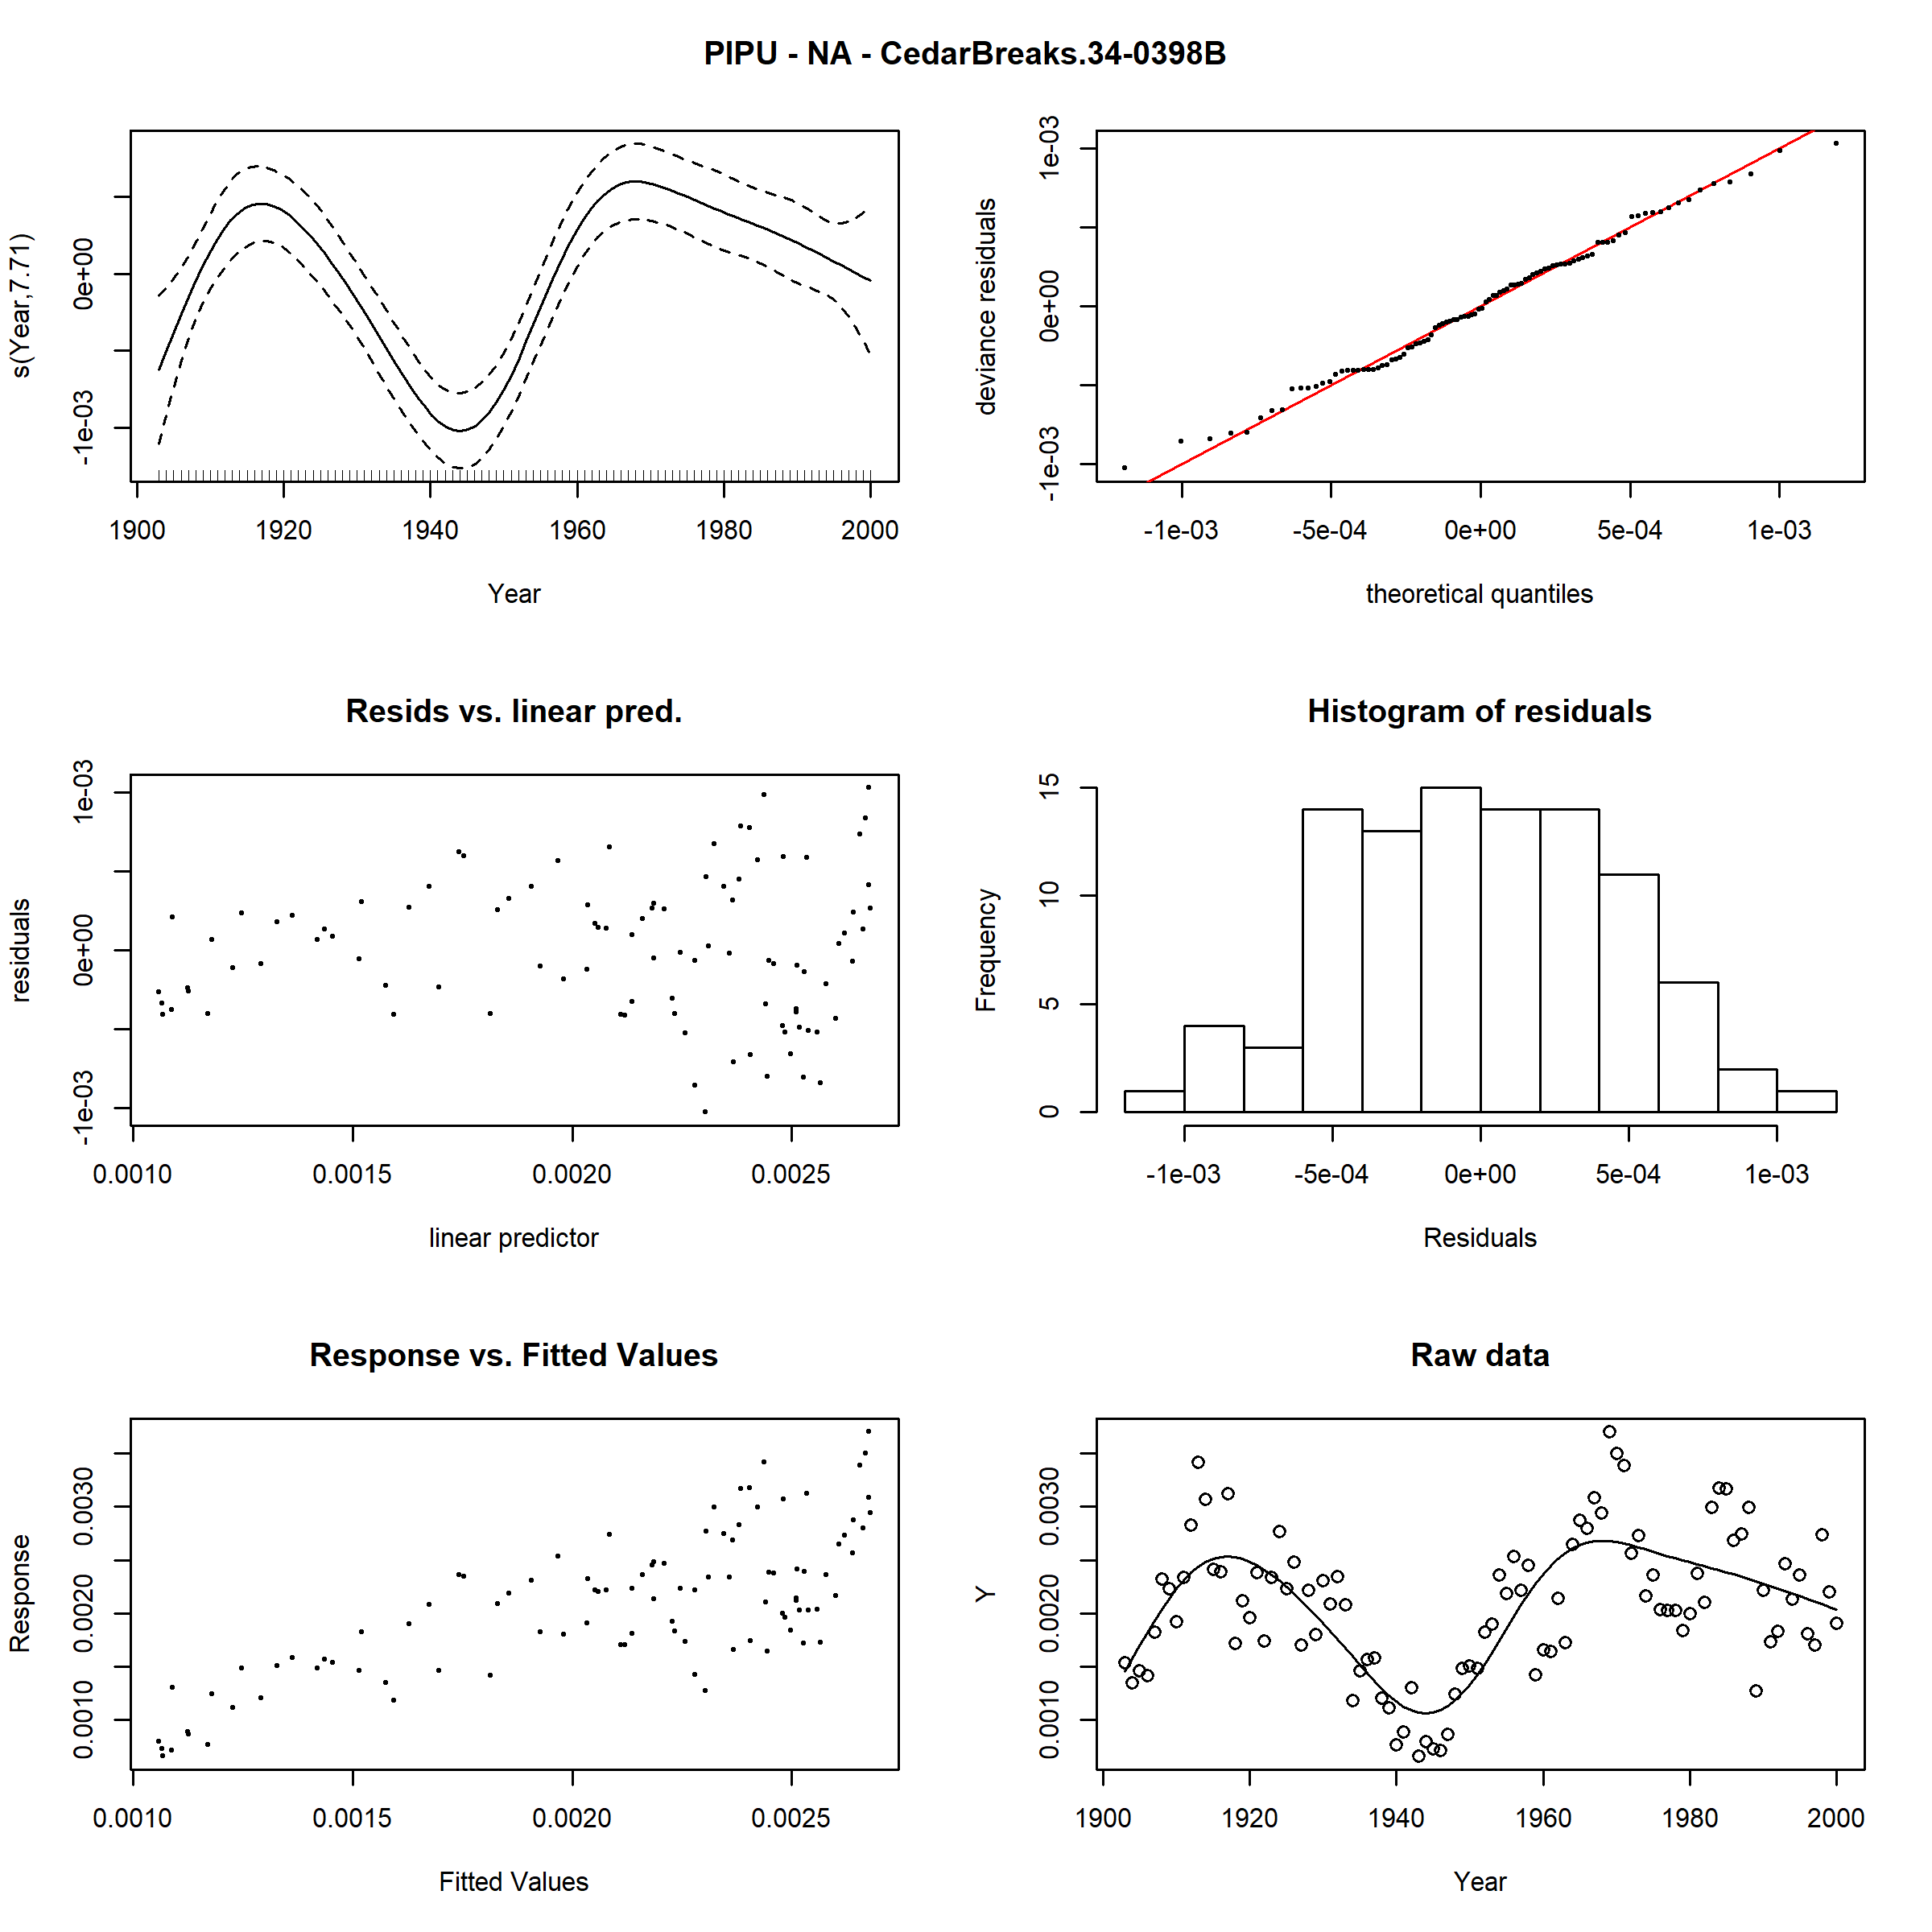 PIPU - NA - CedarBreaks.34-0398B
s(Year,7.71)
-1e-03 0e+00
1900 1920 1940 1960 1980 2000
Year
deviance residuals
-1e-03 0e+00 1e-03
-1e-03 -5e-04 0e+00 5e-04 1e-03
theoretical quantiles
Resids vs. linear pred.
residuals
-1e-03 0e+00 1e-03
0.0010 0.0015 0.0020 0.0025
linear predictor
Histogram of residuals
Frequency
0 5 10 15
-1e-03 -5e-04 0e+00 5e-04 1e-03
Residuals
Response vs. Fitted Values
Response
0.0010 0.0020 0.0030
0.0010 0.0015 0.0020 0.0025
Fitted Values
Raw data
Y
0.0010 0.0020 0.0030
1900 1920 1940 1960 1980 2000
Year